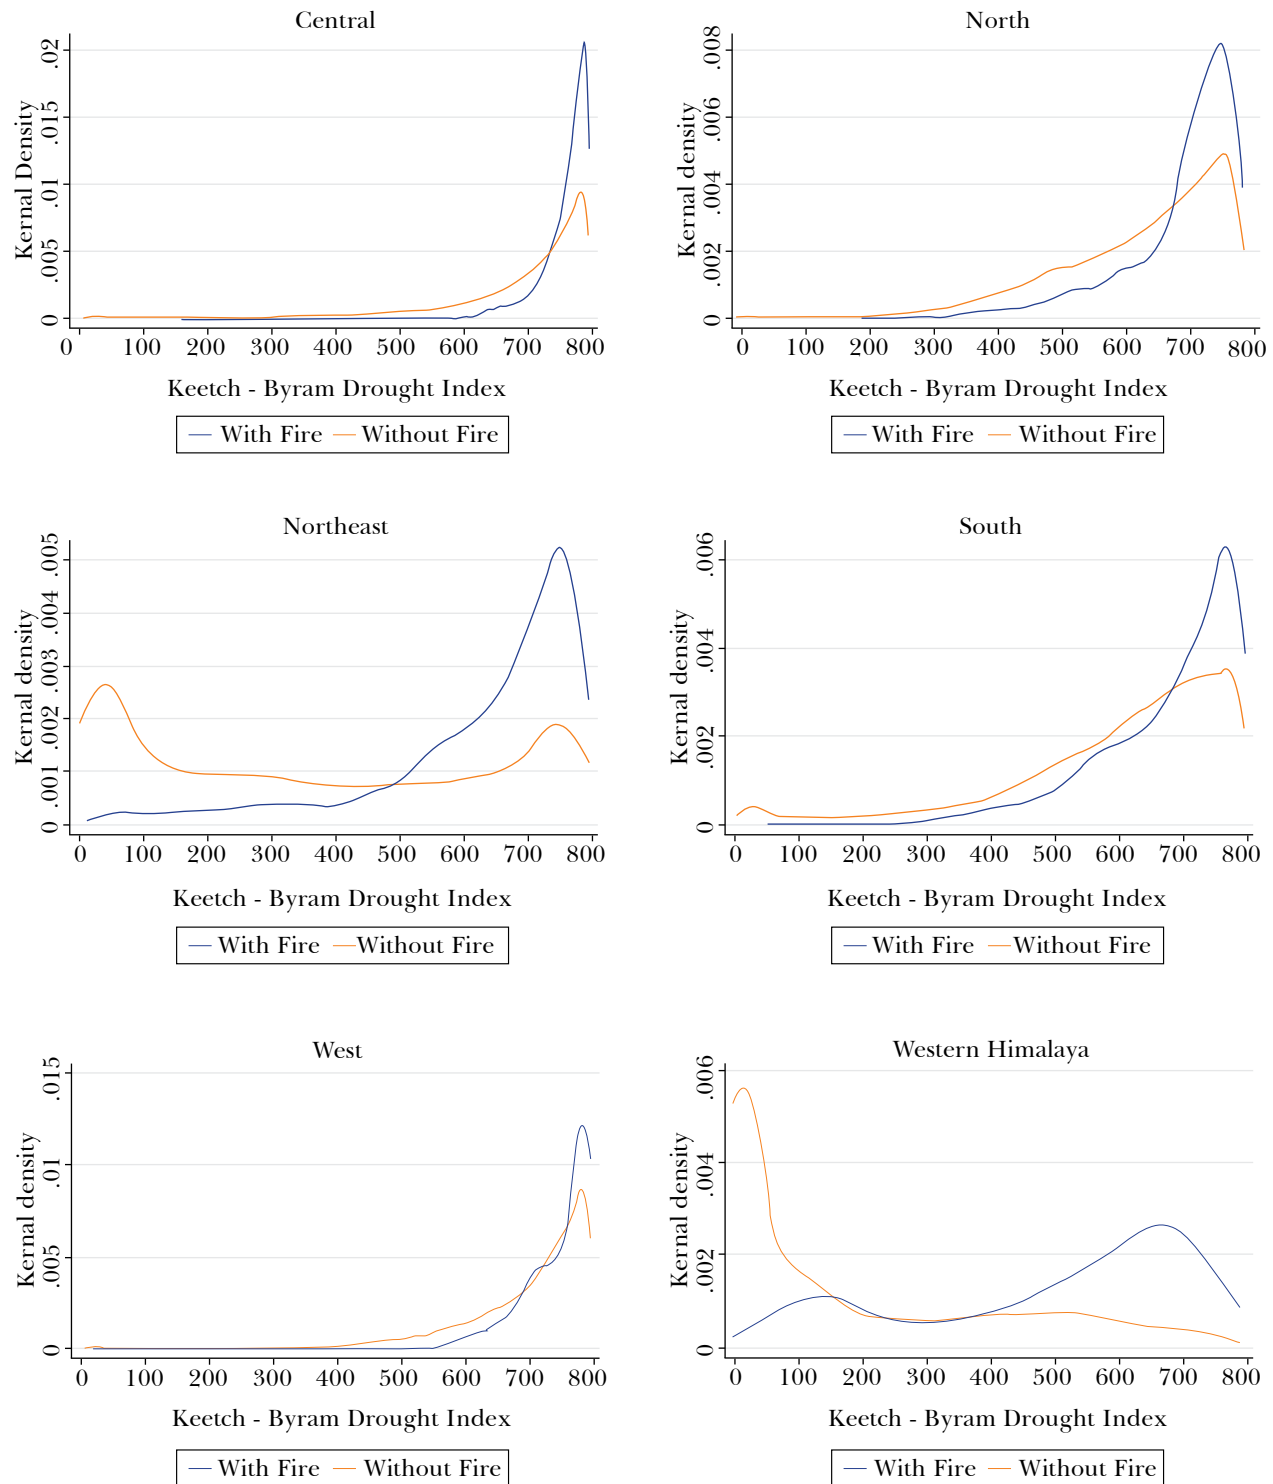 Central
Kernal Density
.02
.015
.01
.005
0
0 100 200 300 400 500 600 700 800
Keetch - Byram Drought Index
With Fire Without Fire
North
Kernal density
.008
.006
.004
.002
0
0 100 200 300 400 500 600 700 800
Keetch - Byram Drought Index
With Fire Without Fire
Northeast
Kernal density
.005
.004
.003
.002
.001
0
0 100 200 300 400 500 600 700 800
Keetch - Byram Drought Index
With Fire Without Fire
South
Kernal density
.006
.004
.002
0
0 100 200 300 400 500 600 700 800
Keetch - Byram Drought Index
With Fire Without Fire
West
Kernal density
.015
.01
.005
0
0 100 200 300 400 500 600 700 800
Keetch - Byram Drought Index
With Fire Without Fire
Western Himalaya
Kernal density
.006
.004
.002
0
0 100 200 300 400 500 600 700 800
Keetch - Byram Drought Index
With Fire Without Fire